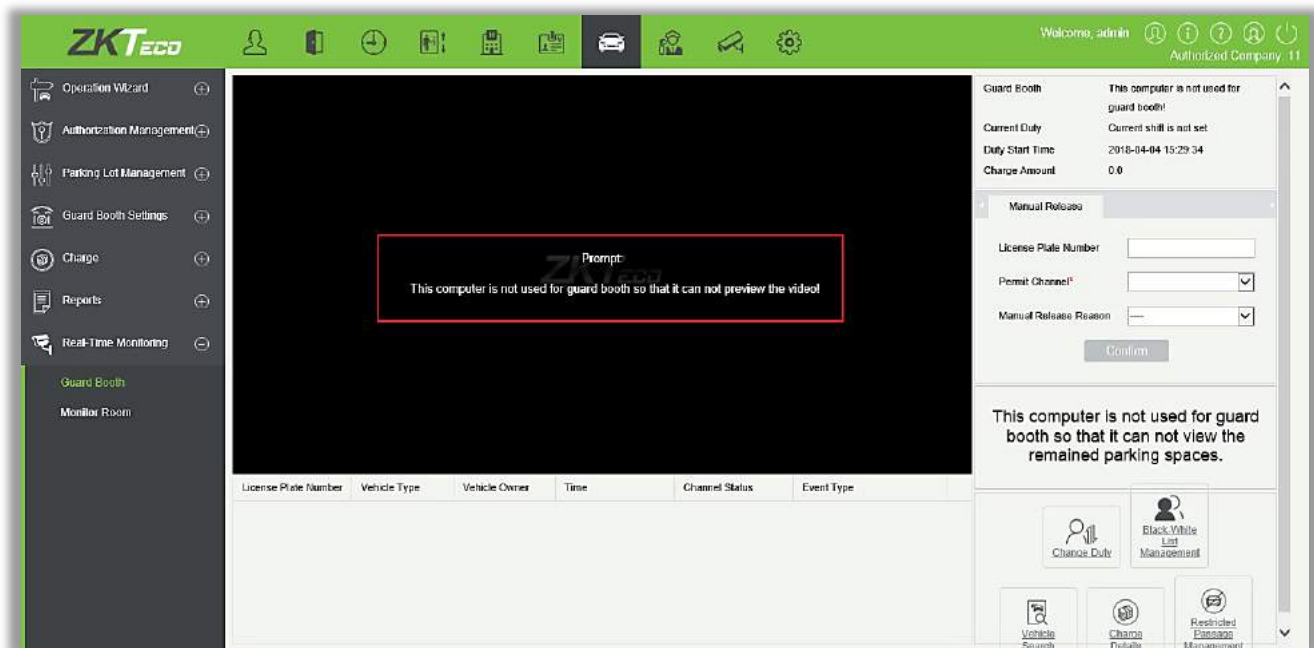 ZKTECO
Welcome, admin
Authorized Company, 11
Operation Wizard
Authorization Management
Parking Lot Management
Guard Booth Settings
Charge
Reports
Real-Time Monitoring
Guard Booth
Monitor Room
ZKTECO
Prompt:
This computer is not used for guard booth so that it can not preview the video!
License Plate Number Vehicle Type Vehicle Owner Time Channel Status Event Type
Guard Booth This computer is not used for
guard booth!
Current Duty Current shift is not set
Duty Start Time 2018-04-04 15:29:34
Charge Amount 0.0
Manual Release
License Plate Number
Permit Channel*
Manual Release Reason ----
Confirm
This computer is not used for guard
booth so that it can not view the
remained parking spaces.
Change Duty
Black-White
List
Management
Vehicle
Search
Charge
Details
Restricted
Passage
Management